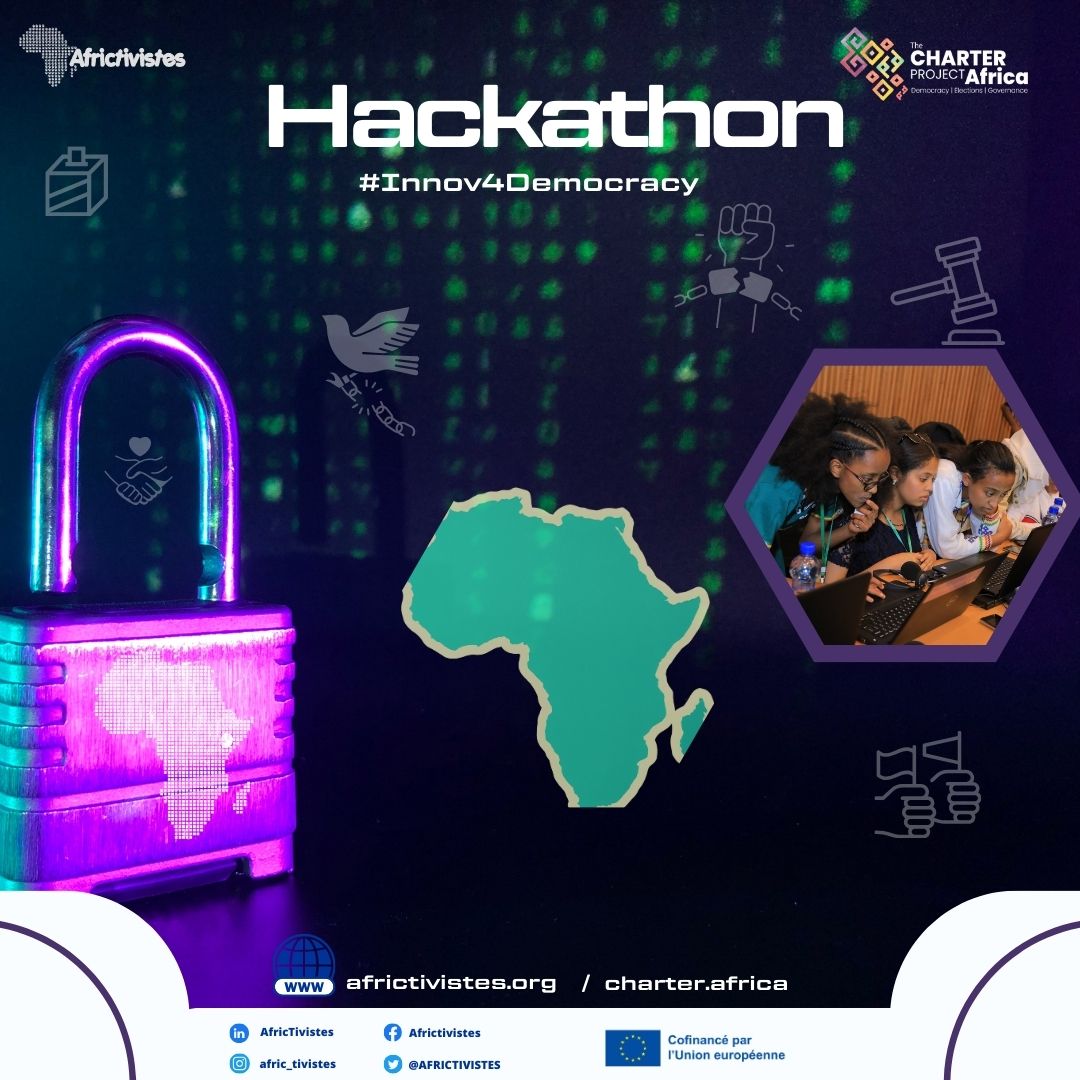 Africtivistes
The
CHARTER
PROJECT Africa
Democracy | Elections | Governance
Hackathon
#Innov4Democracy
www
africtivistes.org / charter.africa
AfricTivistes
Africtivistes
afric_tivistes
@AFRICTIVISTES
Cofinancé par
l'Union européenne